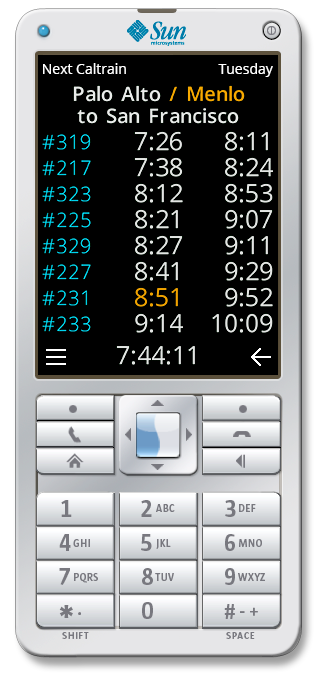 Sun
microsystems
Next Caltrain Tuesday
Palo Alto / Menlo
to San Francisco
#319 7:26 8:11
#217 7:38 8:24
#323 8:12 8:53
#225 8:21 9:07
#329 8:27 9:11
#227 8:41 9:29
#231 8:51 9:52
#233 9:14 10:09
7:44:11
1 2 ABC 3 DEF
4 GHI 5 JKL 6 MNO
7 PQRS 8 TUV 9 WXYZ
* · 0 # - +
SHIFT SPACE